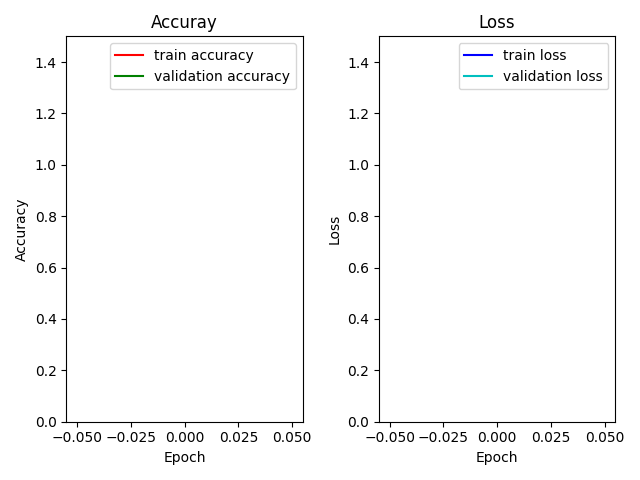 Accuray
train accuracy
validation accuracy
Accuracy
1.4
1.2
1.0
0.8
0.6
0.4
0.2
0.0
−0.050 −0.025 0.000 0.025 0.050
Epoch
Loss
train loss
validation loss
Loss
1.4
1.2
1.0
0.8
0.6
0.4
0.2
0.0
−0.050 −0.025 0.000 0.025 0.050
Epoch